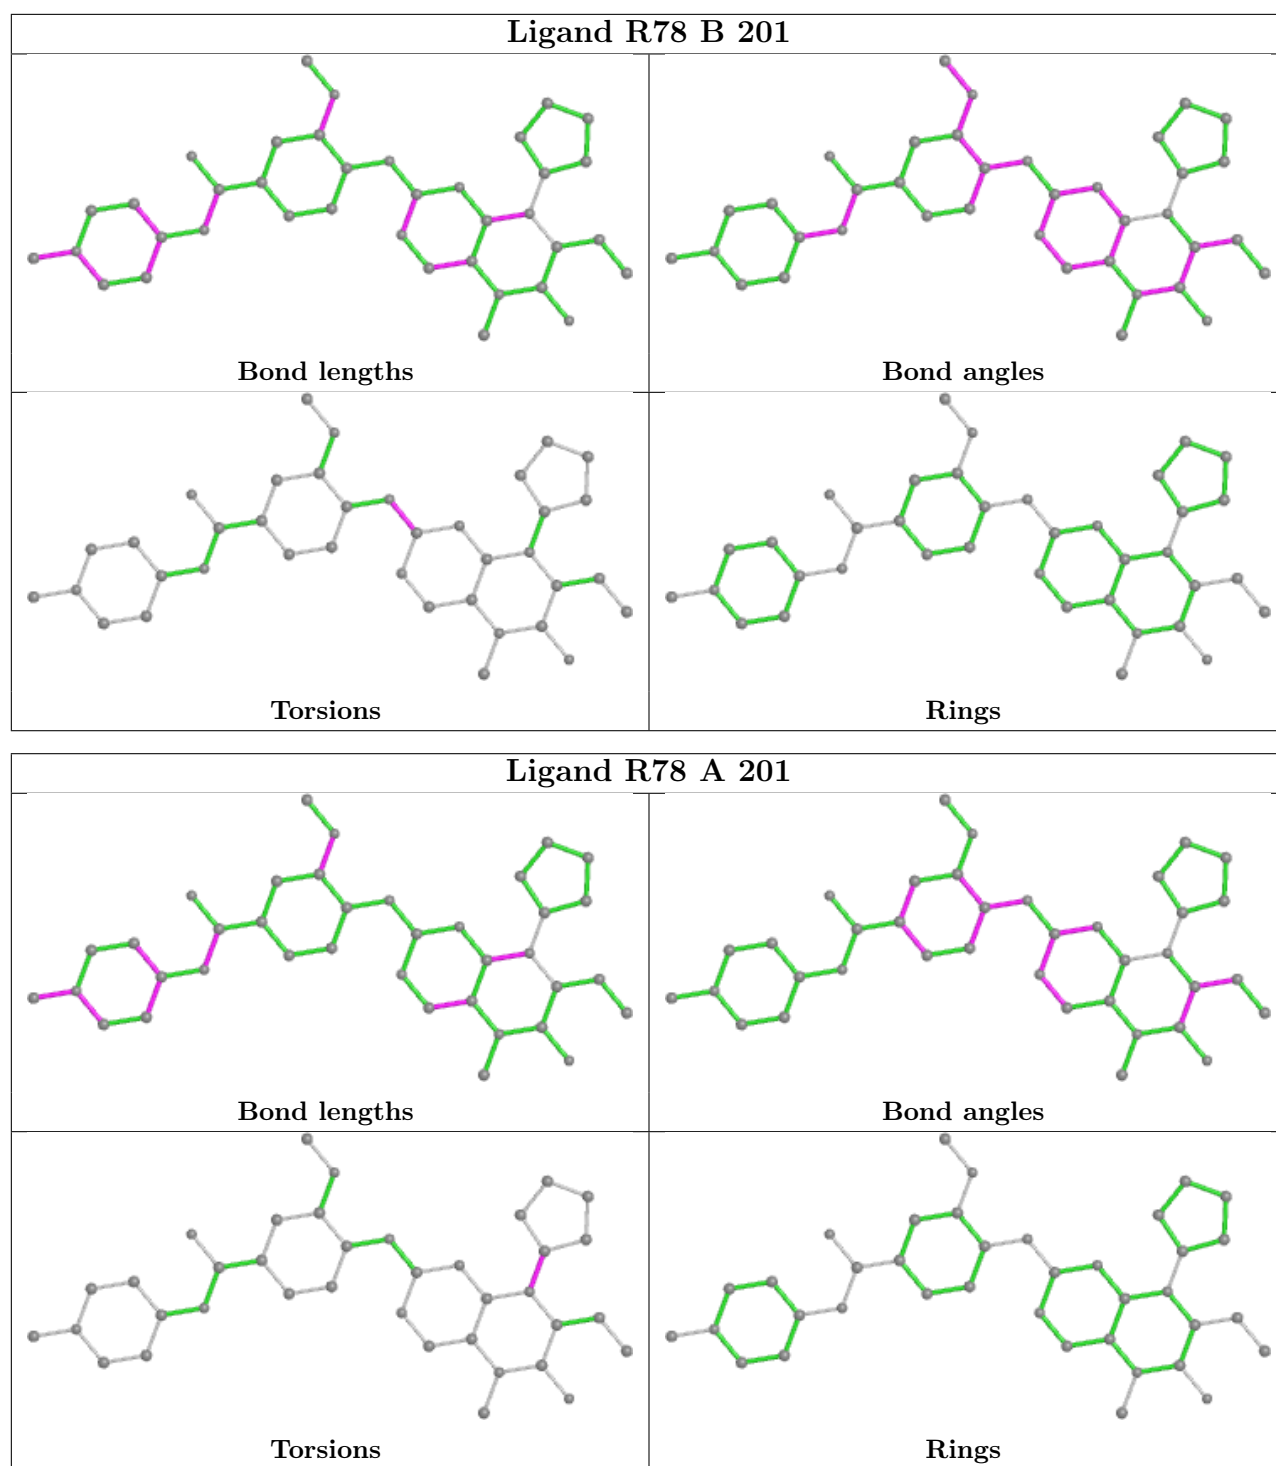 Ligand R78 B 201
Bond lengths
Bond angles
Torsions
Rings
Ligand R78 A 201
Bond lengths
Bond angles
Torsions
Rings